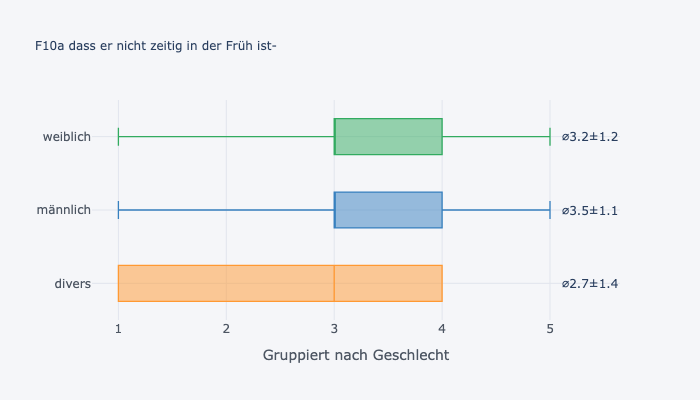 F10a dass er nicht zeitig in der Früh ist-
weiblich
⌀3.2±1.2
männlich
⌀3.5±1.1
divers
⌀2.7±1.4
1 2 3 4 5
Gruppiert nach Geschlecht